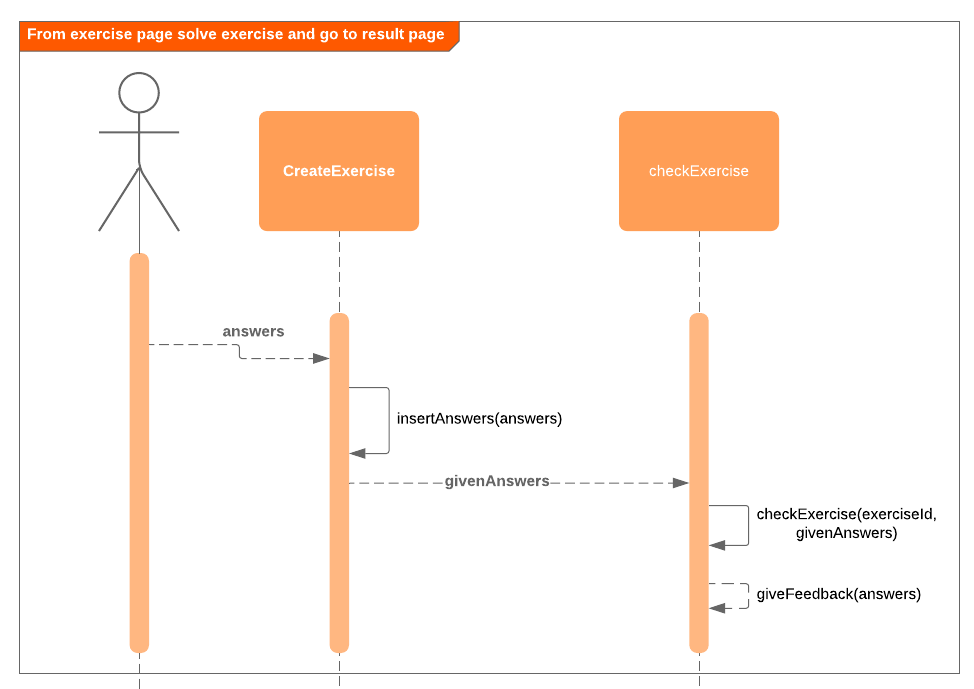 From exercise page solve exercise and go to result page
CreateExercise
checkExercise
answers
insertAnswers(answers)
givenAnswers
checkExercise(exerciseId,
givenAnswers)
giveFeedback(answers)